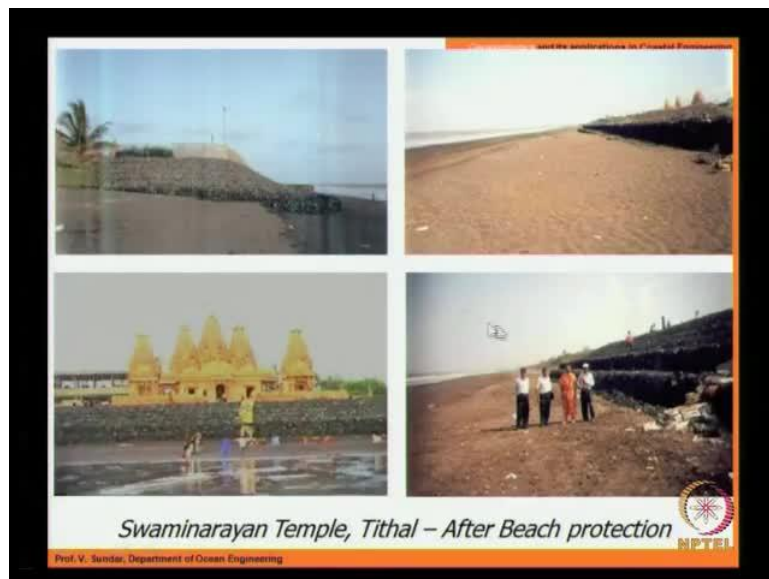 and its applications in Coastal Engineering
Swaminarayan Temple, Tithal – After Beach protection
NPTEL
Prof. V. Sundar, Department of Ocean Engineering